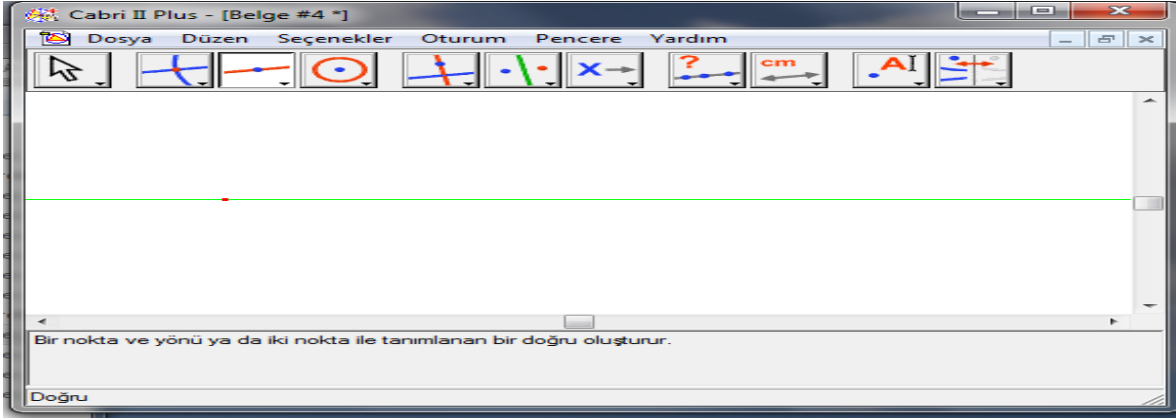 Cabri II Plus - [Belge #4 *]
Dosya Düzen Seçenekler Oturum Pencere Yardım
X ? cm A
Bir nokta ve yönü ya da iki nokta ile tanımlanan bir doğru oluşturur.
Doğru